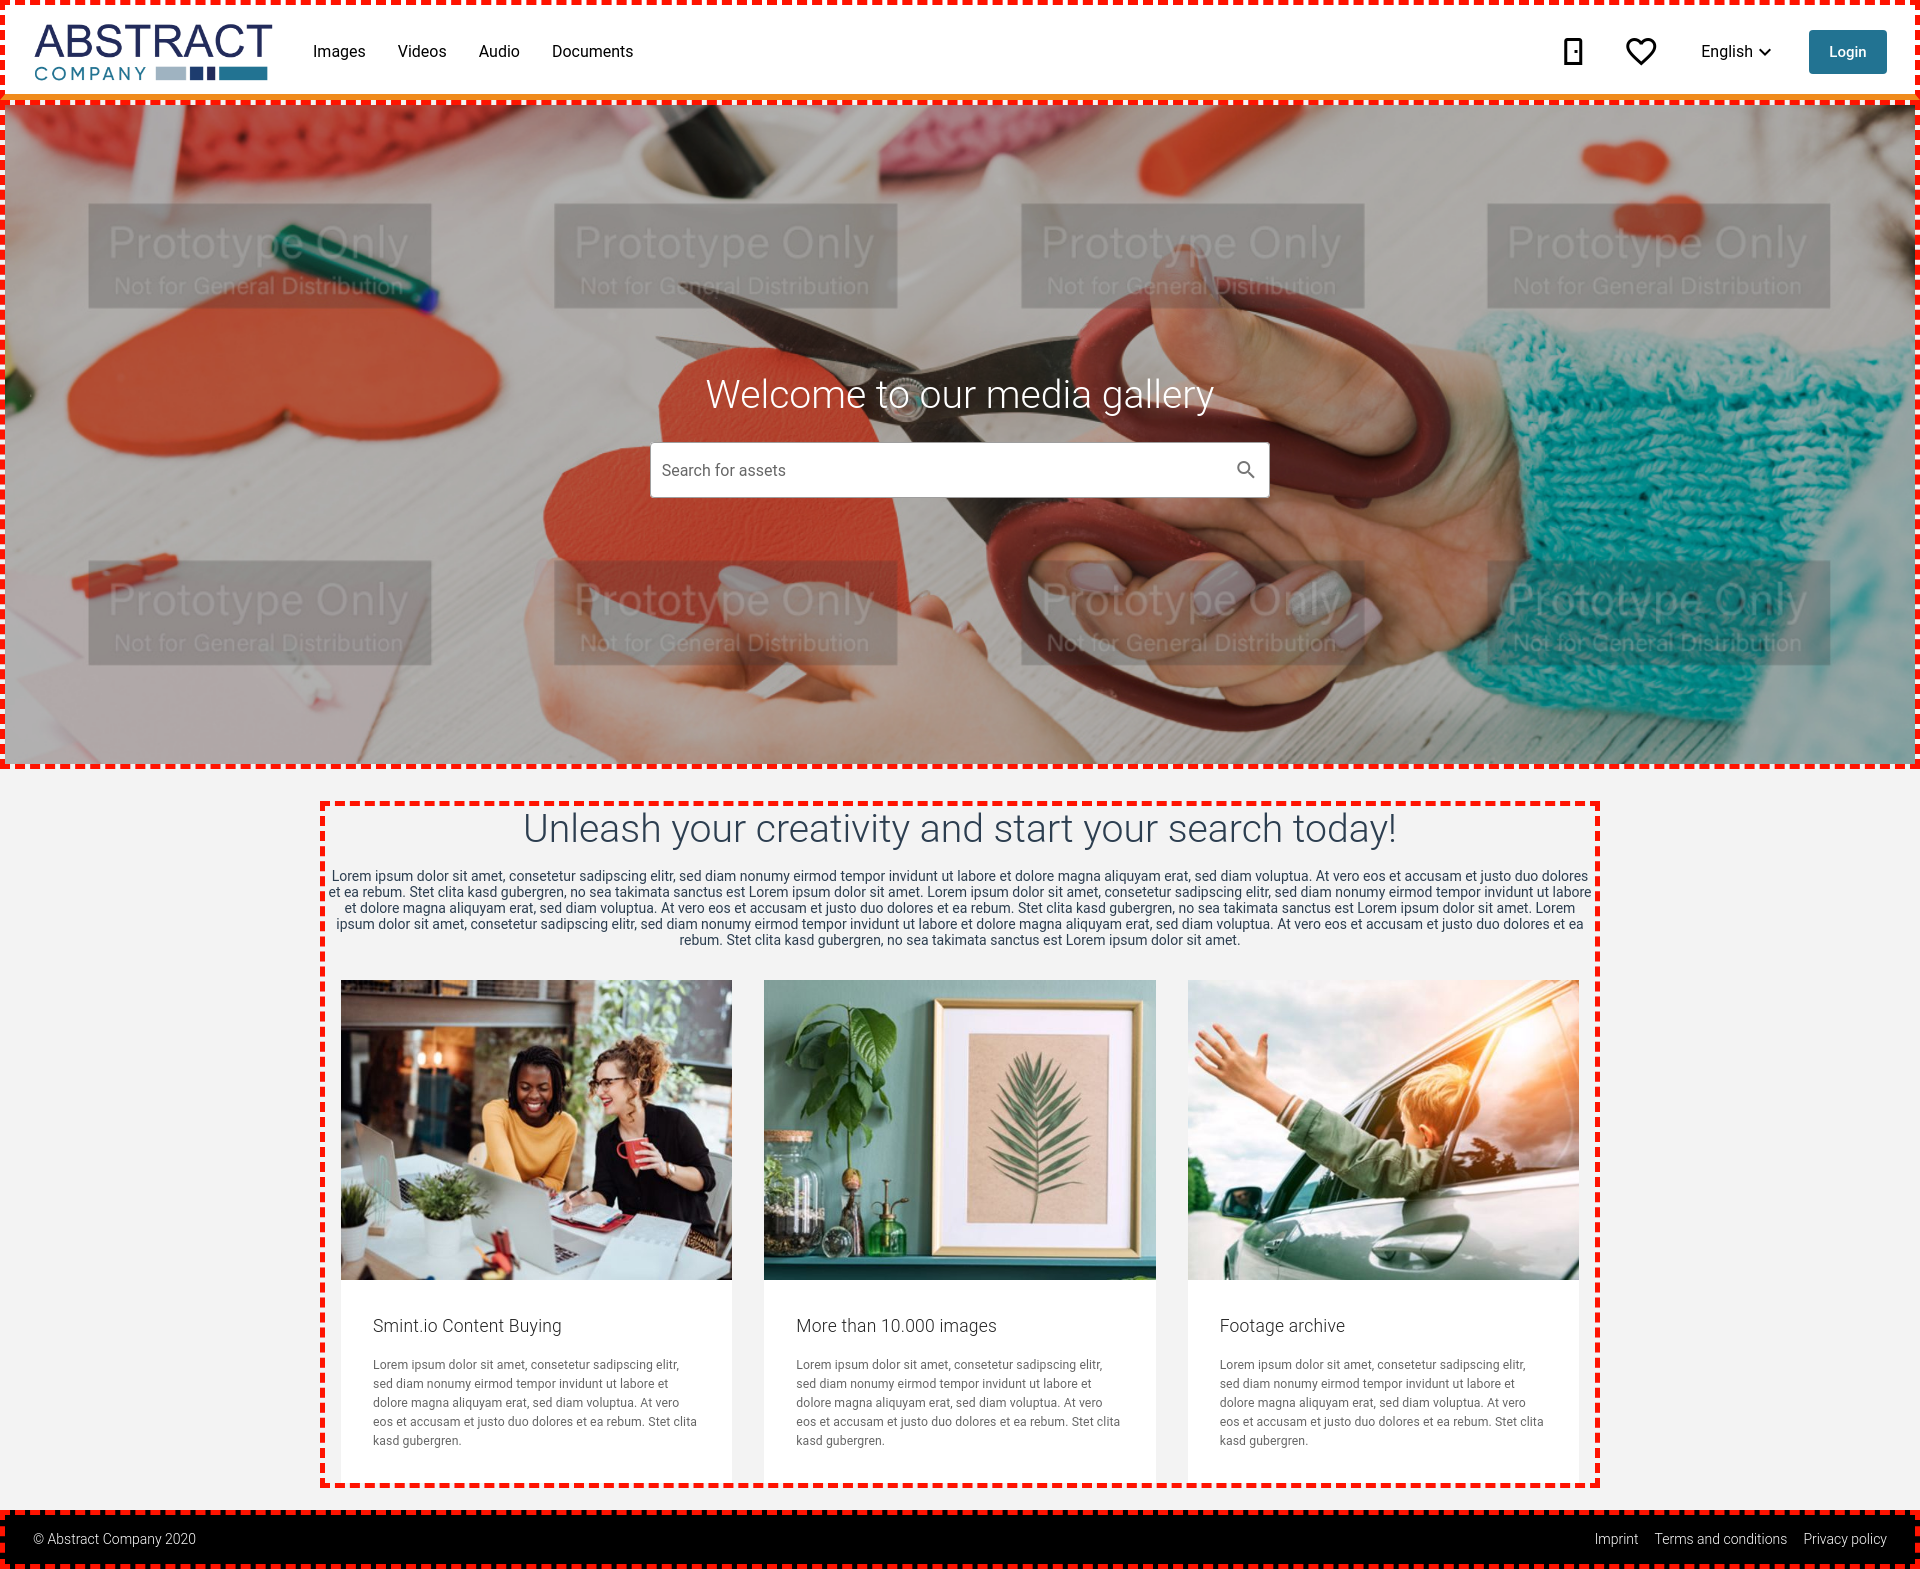 ABSTRACT
COMPANY
Images Videos Audio Documents
English Login
Prototype Only Prototype Only Prototype Only Prototype Only
Not for General Distribution Not for General Distribution Not for General Distribution Not for General Distribution
Welcome to our media gallery
Search for assets
Prototype Only Prototype Only Prototype Only Prototype Only
Not for General Distribution Not for General Distribution Not for General Distribution Not for General Distribution
Unleash your creativity and start your search today!
Lorem ipsum dolor sit amet, consetetur sadipscing elitr, sed diam nonumy eirmod tempor invidunt ut labore et dolore magna aliquyam erat, sed diam voluptua. At vero eos et accusam et justo duo dolores
et ea rebum. Stet clita kasd gubergren, no sea takimata sanctus est Lorem ipsum dolor sit amet. Lorem ipsum dolor sit amet, consetetur sadipscing elitr, sed diam nonumy eirmod tempor invidunt ut labore
et dolore magna aliquyam erat, sed diam voluptua. At vero eos et accusam et justo duo dolores et ea rebum. Stet clita kasd gubergren, no sea takimata sanctus est Lorem ipsum dolor sit amet. Lorem
ipsum dolor sit amet, consetetur sadipscing elitr, sed diam nonumy eirmod tempor invidunt ut labore et dolore magna aliquyam erat, sed diam voluptua. At vero eos et accusam et justo duo dolores et ea
rebum. Stet clita kasd gubergren, no sea takimata sanctus est Lorem ipsum dolor sit amet.
Smint.io Content Buying
Lorem ipsum dolor sit amet, consetetur sadipscing elitr,
sed diam nonumy eirmod tempor invidunt ut labore et
dolore magna aliquyam erat, sed diam voluptua. At vero
eos et accusam et justo duo dolores et ea rebum. Stet clita
kasd gubergren.
More than 10.000 images
Lorem ipsum dolor sit amet, consetetur sadipscing elitr,
sed diam nonumy eirmod tempor invidunt ut labore et
dolore magna aliquyam erat, sed diam voluptua. At vero
eos et accusam et justo duo dolores et ea rebum. Stet clita
kasd gubergren.
Footage archive
Lorem ipsum dolor sit amet, consetetur sadipscing elitr,
sed diam nonumy eirmod tempor invidunt ut labore et
dolore magna aliquyam erat, sed diam voluptua. At vero
eos et accusam et justo duo dolores et ea rebum. Stet clita
kasd gubergren.
© Abstract Company 2020 Imprint Terms and conditions Privacy policy